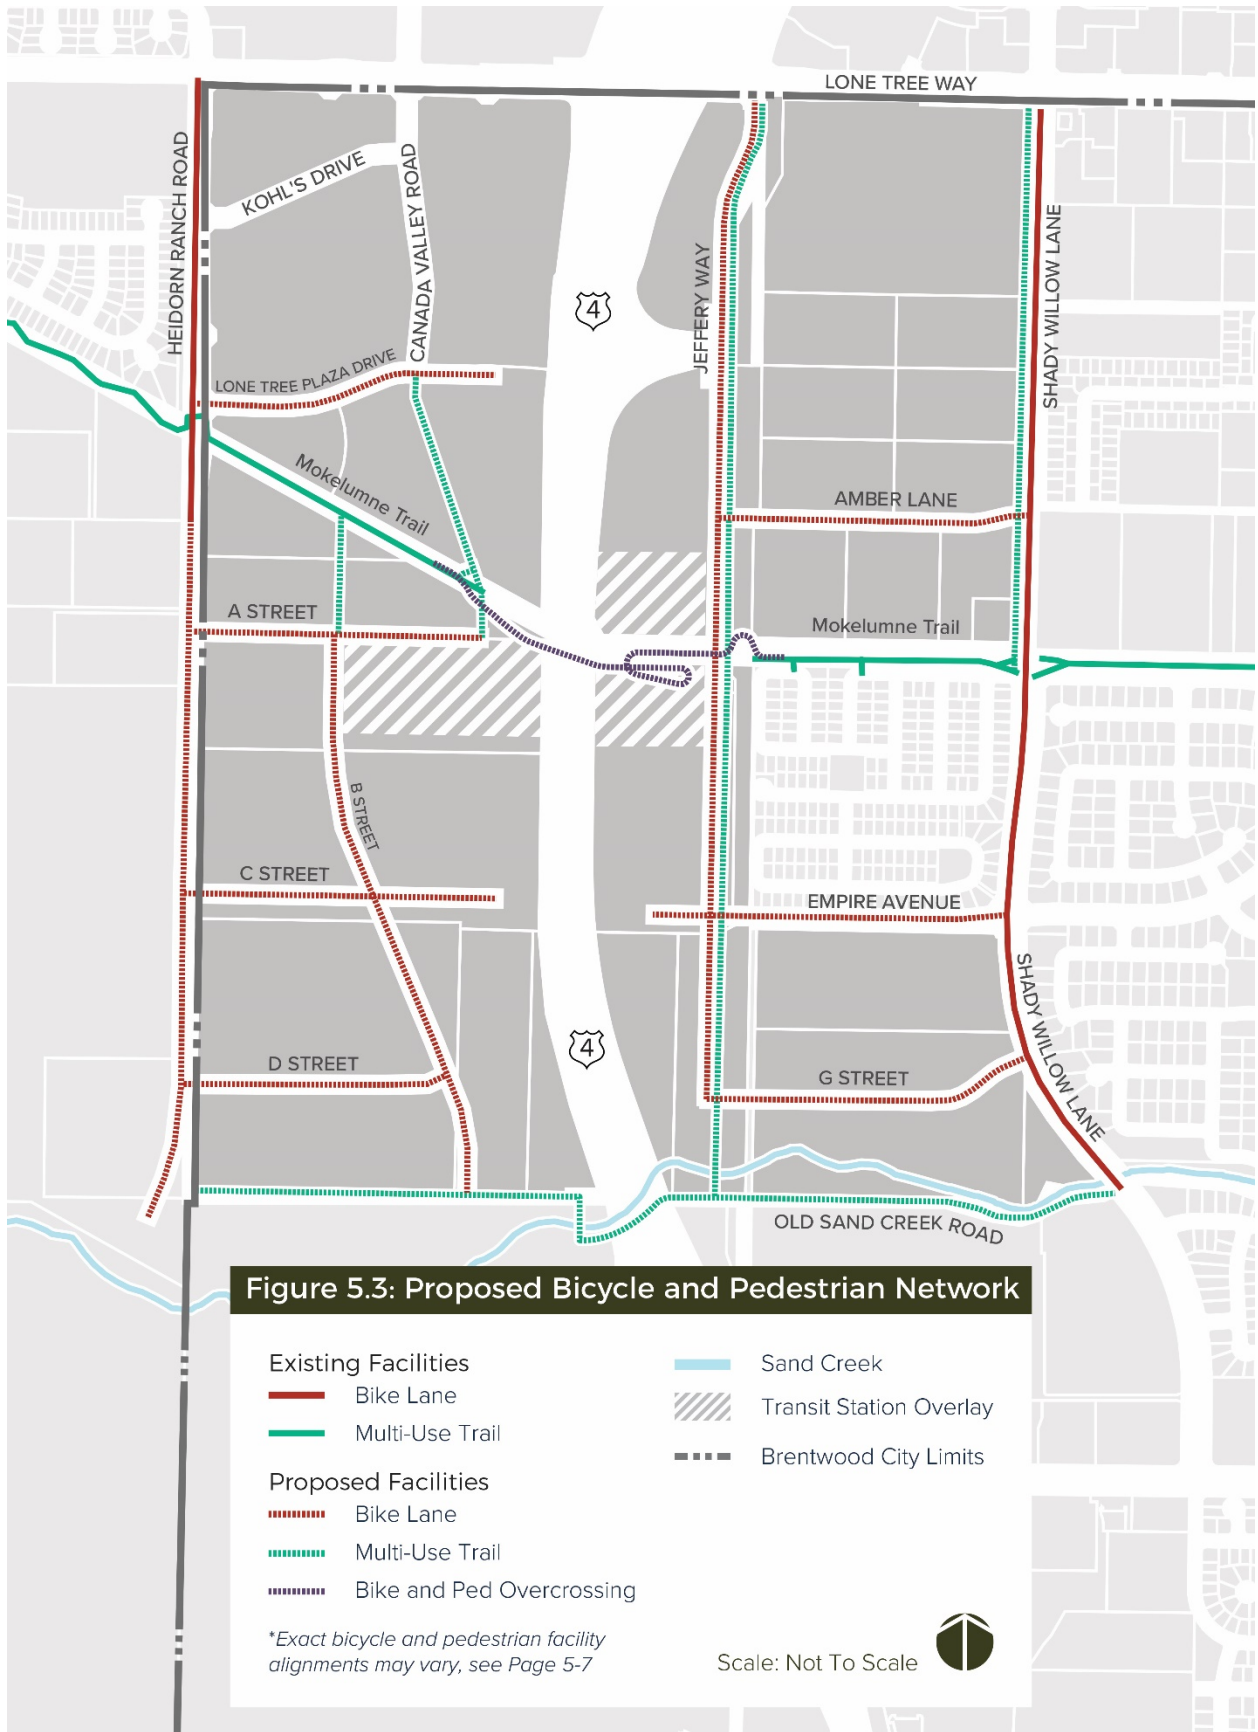 LONE TREE WAY
HEIDORN RANCH ROAD
KOHL'S DRIVE
CANADA VALLEY ROAD
JEFFERY WAY
SHADY WILLOW LANE
4
LONE TREE PLAZA DRIVE
Mokelumne Trail
AMBER LANE
A STREET
Mokelumne Trail
B STREET
C STREET
EMPIRE AVENUE
SHADY WILLOW LANE
4
D STREET
G STREET
OLD SAND CREEK ROAD
Figure 5.3: Proposed Bicycle and Pedestrian Network
Existing Facilities
Bike Lane
Multi-Use Trail
Proposed Facilities
Bike Lane
Multi-Use Trail
Bike and Ped Overcrossing
*Exact bicycle and pedestrian facility
alignments may vary, see Page 5-7
Sand Creek
Transit Station Overlay
Brentwood City Limits
Scale: Not To Scale